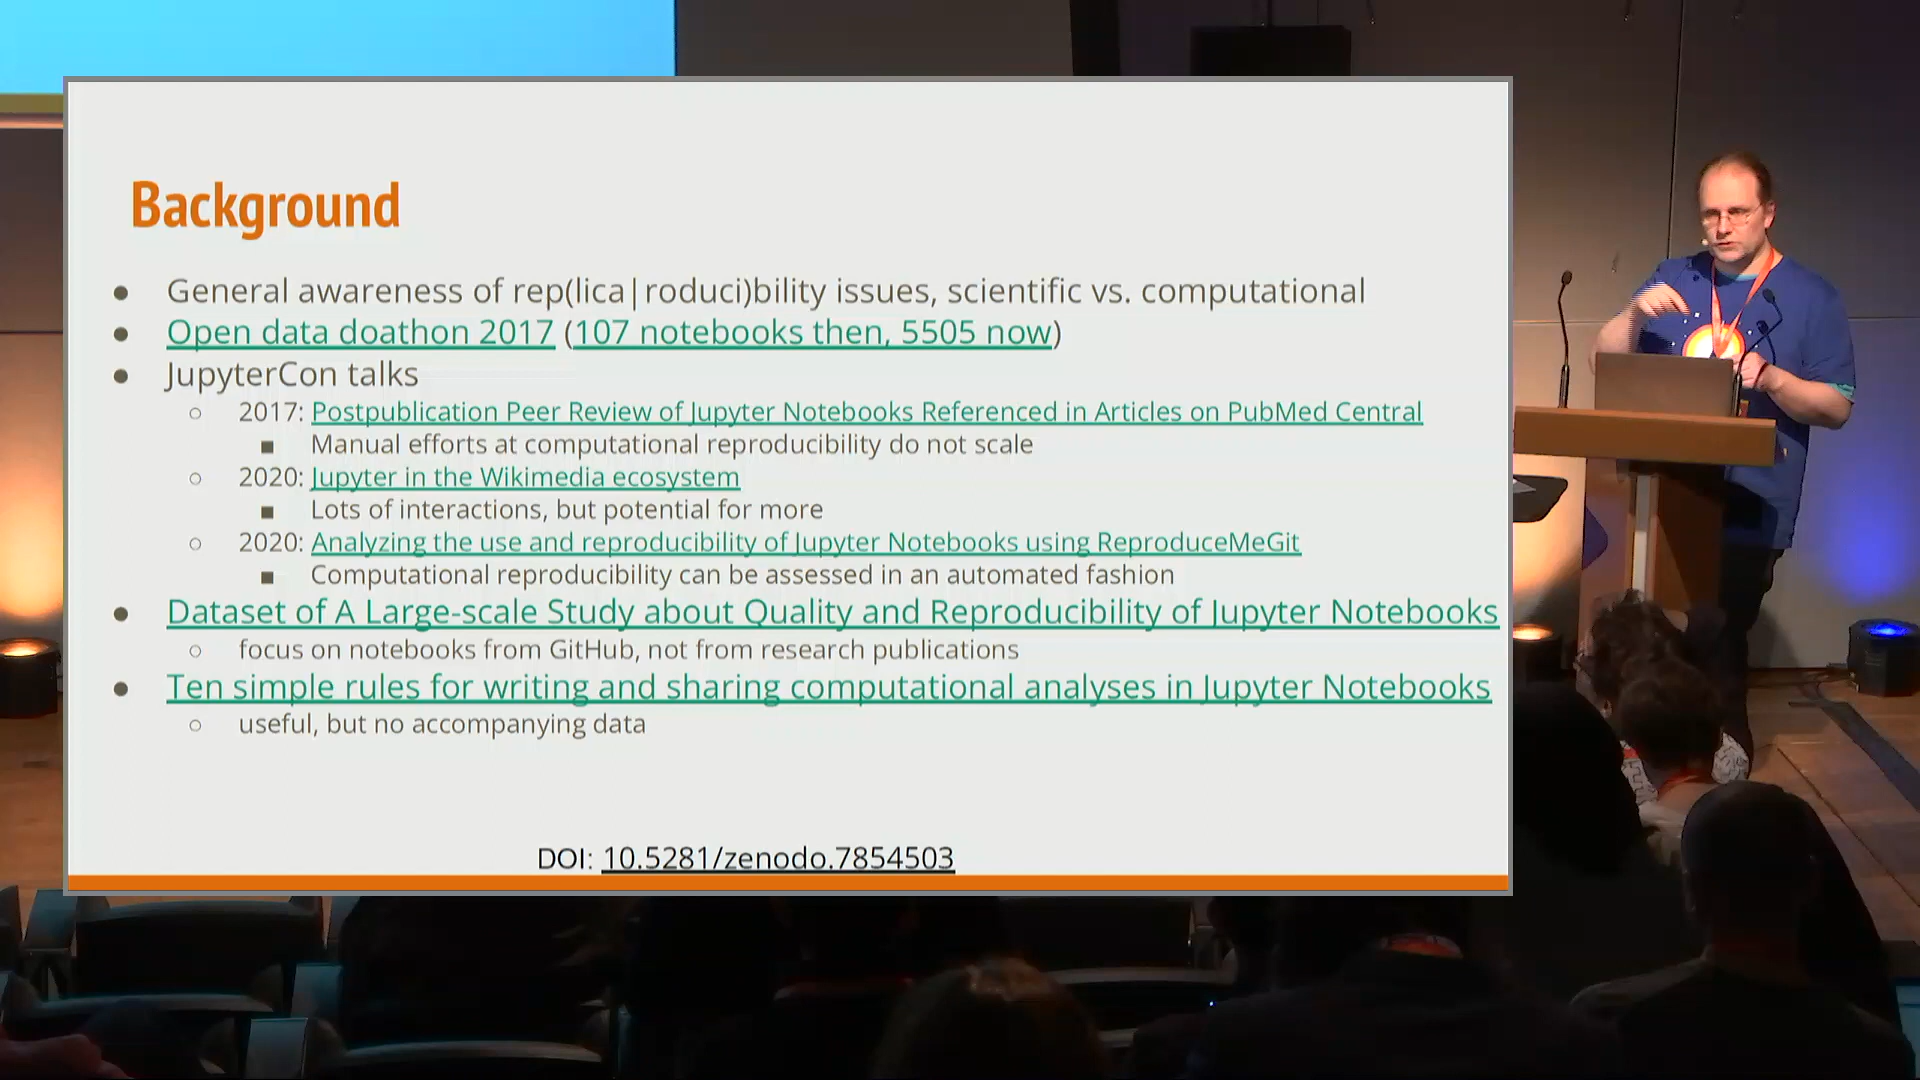 Background
● General awareness of rep(lica|roduci)bility issues, scientific vs. computational
● Open data doathon 2017 (107 notebooks then, 5505 now)
● JupyterCon talks
○ 2017: Postpublication Peer Review of Jupyter Notebooks Referenced in Articles on PubMed Central
■ Manual efforts at computational reproducibility do not scale
○ 2020: Jupyter in the Wikimedia ecosystem
■ Lots of interactions, but potential for more
○ 2020: Analyzing the use and reproducibility of Jupyter Notebooks using ReproduceMeGit
■ Computational reproducibility can be assessed in an automated fashion
● Dataset of A Large-scale Study about Quality and Reproducibility of Jupyter Notebooks
○ focus on notebooks from GitHub, not from research publications
● Ten simple rules for writing and sharing computational analyses in Jupyter Notebooks
○ useful, but no accompanying data
DOI: 10.5281/zenodo.7854503